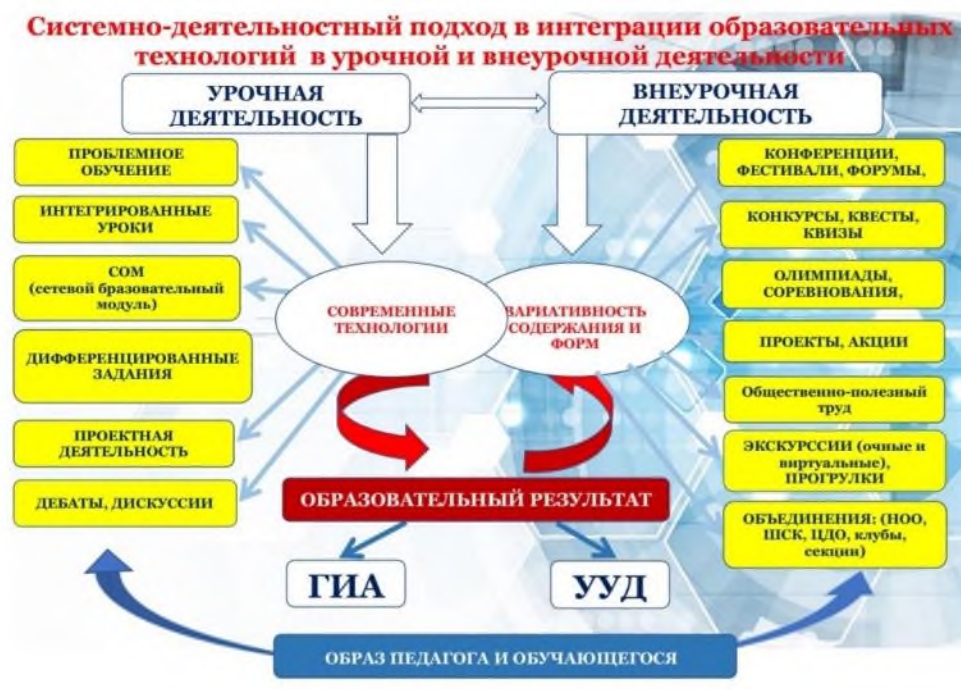 Системно-деятельностный подход в интеграции образовательных
технологий в урочной и внеурочной деятельности
УРОЧНАЯ
ДЕЯТЕЛЬНОСТЬ
ВНЕУРОЧНАЯ
ДЕЯТЕЛЬНОСТЬ
ПРОБЛЕМНОЕ
ОБУЧЕНИЕ
ИНТЕГРИРОВАННЫЕ
УРОКИ
СОМ
(сетевой бразовательный
модуль)
ДИФФЕРЕНЦИРОВАННЫЕ
ЗАДАНИЯ
ПРОЕКТНАЯ
ДЕЯТЕЛЬНОСТЬ
ДЕБАТЫ, ДИСКУССИИ
СОВРЕМЕННЫЕ
ТЕХНОЛОГИИ
ВАРИАТИВНОСТЬ
СОДЕРЖАНИЯ И
ФОРМ
КОНФЕРЕНЦИИ,
ФЕСТИВАЛИ, ФОРУМЫ,
КОНКУРСЫ, КВЕСТЫ,
КВИЗЫ
ОЛИМПИАДЫ,
СОРЕВНОВАНИЯ,
ПРОЕКТЫ, АКЦИИ
Общественно-полезный
труд
ЭКСКУРССИИ (очные и
виртуальные),
ПРОГРУЛКИ
ОБЪЕДИНЕНИЯ: (НОО,
ШСК, ЦДО, клубы,
секции)
ОБРАЗОВАТЕЛЬНЫЙ РЕЗУЛЬТАТ
ГИА
УУД
ОБРАЗ ПЕДАГОГА И ОБУЧАЮЩЕГОСЯ